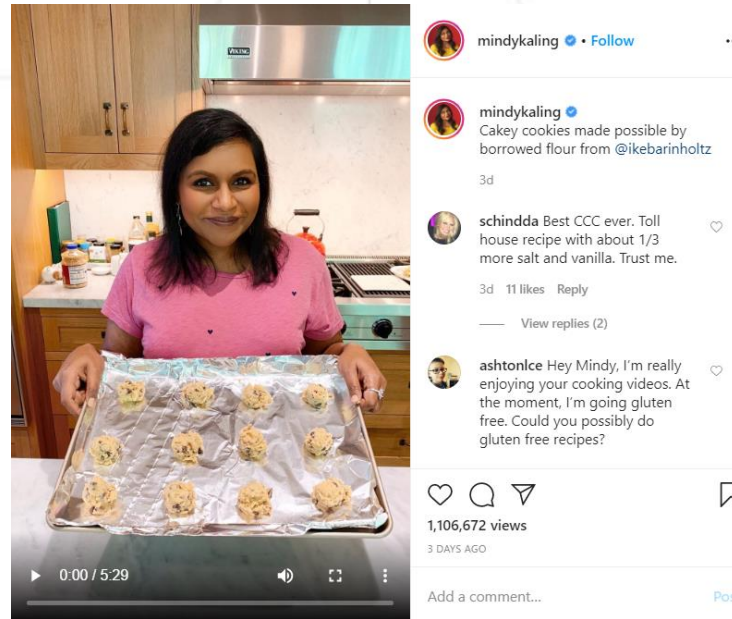 VIKING
0:00 / 5:29
mindykaling • Follow
mindykaling
Cakey cookies made possible by
borrowed flour from @ikebarinholtz
3d
schindda Best CCC ever. Toll
house recipe with about 1/3
more salt and vanilla. Trust me.
3d 11 likes Reply
View replies (2)
ashtonlce Hey Mindy, I'm really
enjoying your cooking videos. At
the moment, I'm going gluten
free. Could you possibly do
gluten free recipes?
1,106,672 views
3 DAYS AGO
Add a comment...
Pos